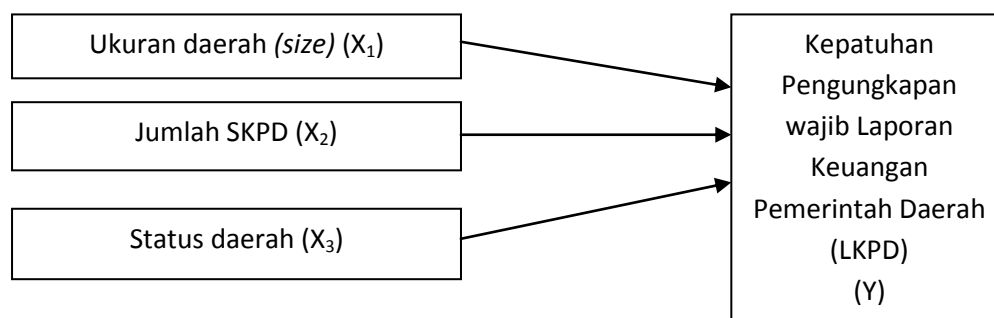 Ukuran daerah (size) (X₁)
Jumlah SKPD (X₂)
Status daerah (X₃)
Kepatuhan
Pengungkapan
wajib Laporan
Keuangan
Pemerintah Daerah
(LKPD)
(Y)